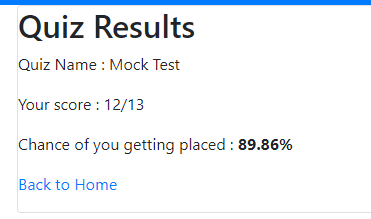 Quiz Results
Quiz Name : Mock Test
Your score : 12/13
Chance of you getting placed : 89.86%
Back to Home